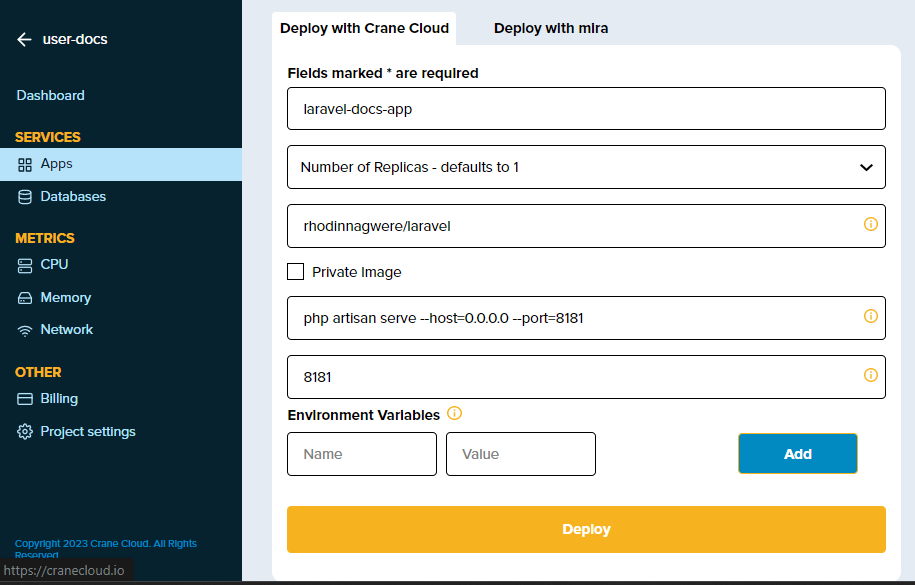 user-docs
Dashboard
SERVICES
Apps
Databases
METRICS
CPU
Memory
Network
OTHER
Billing
Project settings
Copyright 2023 Crane Cloud. All Rights
Reserved
https://cranecloud.io
Deploy with Crane Cloud
Deploy with mira
Fields marked * are required
laravel-docs-app
Number of Replicas - defaults to 1
rhodinnagwere/laravel
Private Image
php artisan serve --host=0.0.0.0 --port=8181
8181
Environment Variables
Name
Value
Add
Deploy